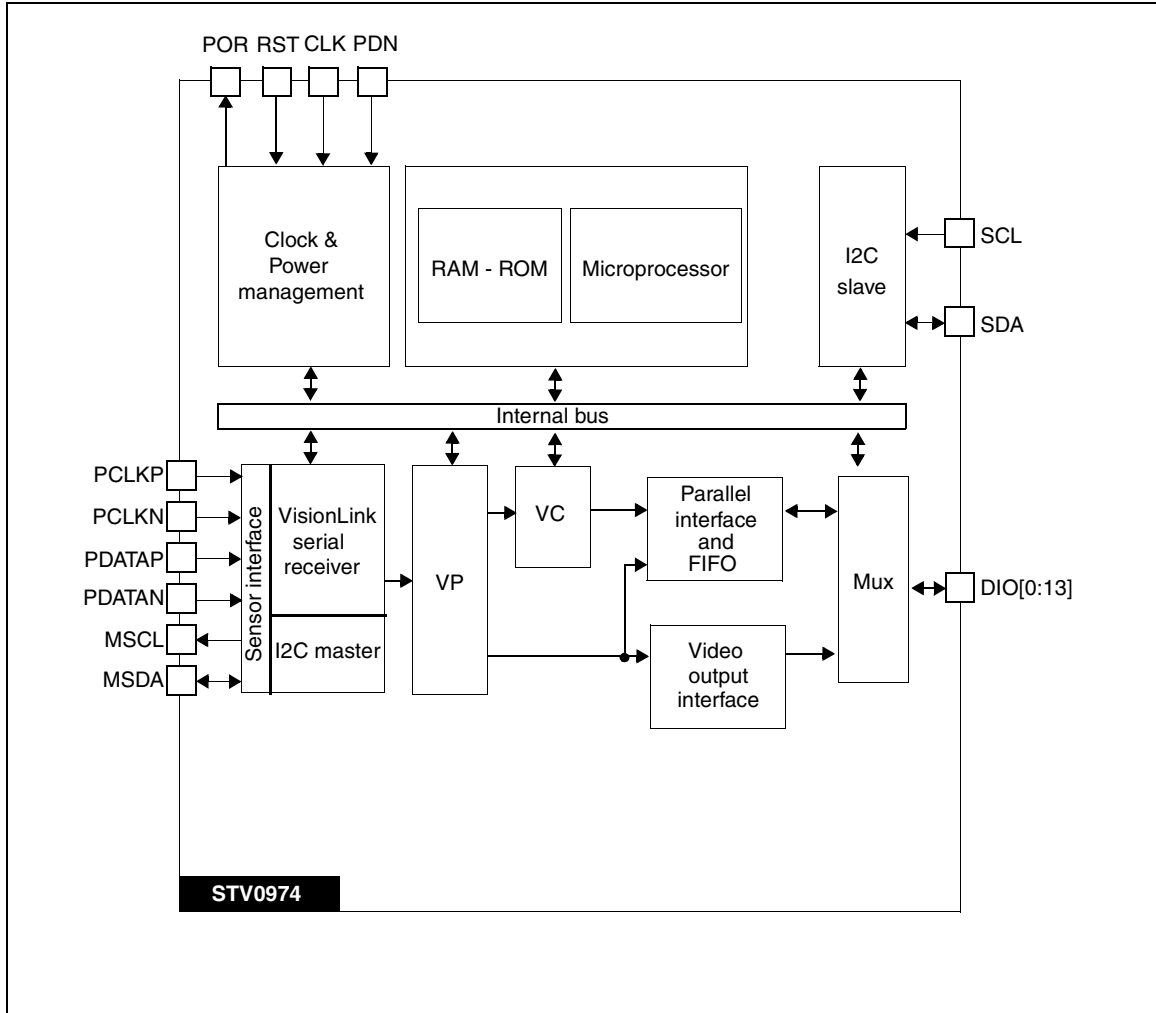 POR RST CLK PDN
Clock &
Power
management
RAM - ROM
Microprocessor
I2C
slave
SCL
SDA
Internal bus
PCLKP
PCLKN
PDATAP
PDATAN
MSCL
MSDA
Sensor interface
VisionLink
serial
receiver
I2C master
VP
VC
Parallel
interface
and
FIFO
Video
output
interface
Mux
DIO[0:13]
STV0974